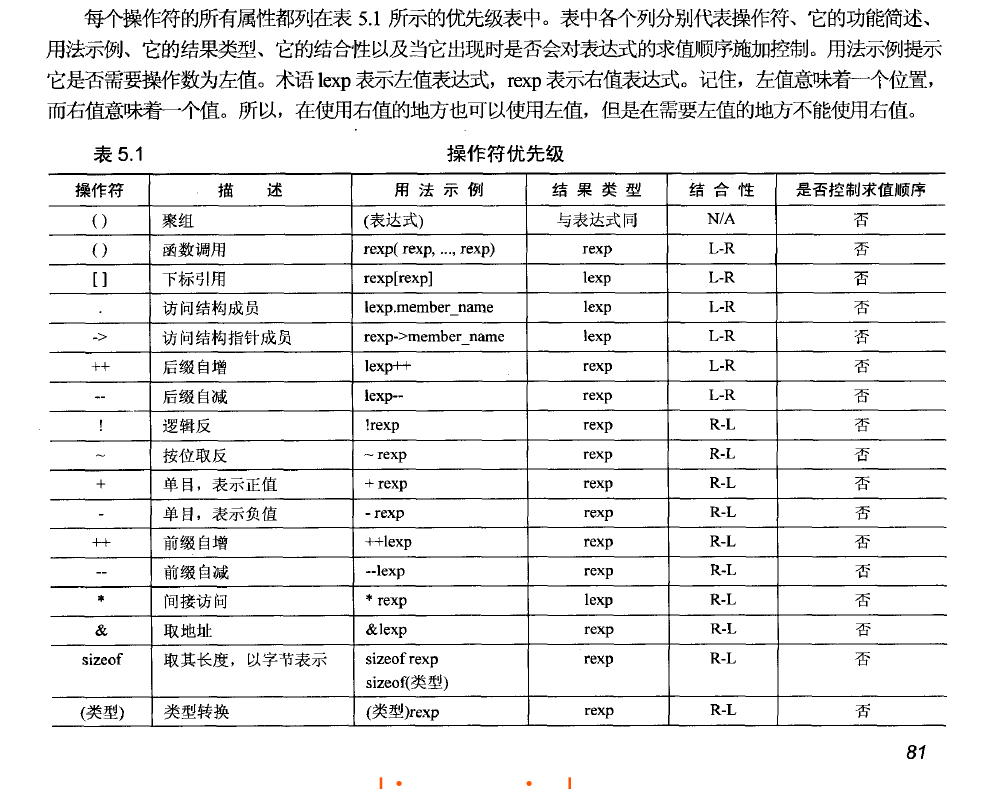 每个操作符的所有属性都列在表 5.1 所示的优先级表中。表中各个列分别代表操作符、它的功能简述、
用法示例、它的结果类型、它的结合性以及当它出现时是否会对表达式的求值顺序施加控制。用法示例提示
它是否需要操作数为左值。术语 lexp 表示左值表达式，rexp 表示右值表达式。记住，左值意味着一个位置，
而右值意味着一个值。所以，在使用右值的地方也可以使用左值，但是在需要左值的地方不能使用右值。
表 5.1 操作符优先级
操作符 描 述 用 法 示 例 结 果 类 型 结 合 性 是否控制求值顺序
( ) 聚组 (表达式) 与表达式同 N/A 否
( ) 函数调用 rexp( rexp, ..., rexp) rexp L-R 否
[ ] 下标引用 rexp[rexp] lexp L-R 否
. 访问结构成员 lexp.member_name lexp L-R 否
-> 访问结构指针成员 rexp->member_name lexp L-R 否
++ 后缀自增 lexp++ rexp L-R 否
-- 后缀自减 lexp-- rexp L-R 否
! 逻辑反 !rexp rexp R-L 否
~ 按位取反 ~ rexp rexp R-L 否
+ 单目，表示正值 + rexp rexp R-L 否
- 单目，表示负值 - rexp rexp R-L 否
++ 前缀自增 ++lexp rexp R-L 否
-- 前缀自减 --lexp rexp R-L 否
* 间接访问 * rexp lexp R-L 否
& 取地址 &lexp rexp R-L 否
sizeof 取其长度，以字节表示 sizeof rexp rexp R-L 否
sizeof(类型)
(类型) 类型转换 (类型)rexp rexp R-L 否
81